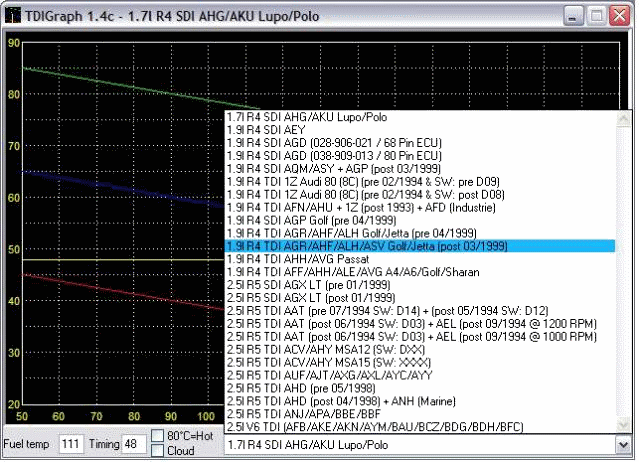 TDIGraph 1.4c - 1.7l R4 SDI AHG/AKU Lupo/Polo
90
80
70
60
50
40
30
20
50
60
70
80
90
100
1.7l R4 SDI AHG/AKU Lupo/Polo
1.9l R4 SDI AEY
1.9l R4 SDI AGD (028-906-021 / 68 Pin ECU)
1.9l R4 SDI AGD (038-909-013 / 80 Pin ECU)
1.9l R4 SDI AQM/ASY + AGP (post 03/1999)
1.9l R4 TDI 1Z Audi 80 (8C) (pre 02/1994 & SW: pre D09)
1.9l R4 TDI 1Z Audi 80 (8C) (post 02/1994 & SW: post D08)
1.9l R4 TDI AFN/AHU + 1Z (post 1993) + AFD (Industrie)
1.9l R4 SDI AGP Golf (pre 04/1999)
1.9l R4 TDI AGR/AHF/ALH Golf/Jetta (pre 04/1999)
1.9l R4 TDI AGR/AHF/ALH/ASV Golf/Jetta (post 03/1999)
1.9l R4 TDI AHH/AVG Passat
1.9l R4 TDI AFF/AHH/ALE/AVG A4/A6/Golf/Sharan
2.5l R5 SDI AGX LT (pre 01/1999)
2.5l R5 SDI AGX LT (post 01/1999)
2.5l R5 TDI AAT (pre 07/1994 SW: D14) + (post 05/1994 SW: D12)
2.5l R5 TDI AAT (post 06/1994 SW: D03) + AEL (post 09/1994 @ 1200 RPM)
2.5l R5 TDI AAT (post 06/1994 SW: D03) + AEL (post 09/1994 @ 1000 RPM)
2.5l R5 TDI ACV/AHY MSA12 (SW: DXX)
2.5l R5 TDI ACV/AHY MSA15 (SW: XXXX)
2.5l R5 TDI AUF/AJT/AXG/AXL/AYC/AYY
2.5l R5 TDI AHD (pre 05/1998)
2.5l R5 TDI AHD (post 04/1998) + ANH (Marine)
2.5l R5 TDI ANJ/APA/BBE/BBF
2.5l V6 TDI (AFB/AKE/AKN/AYM/BAU/BCZ/BDG/BDH/BFC)
Fuel temp 111 Timing 48
80°C=Hot
Cloud
1.7l R4 SDI AHG/AKU Lupo/Polo